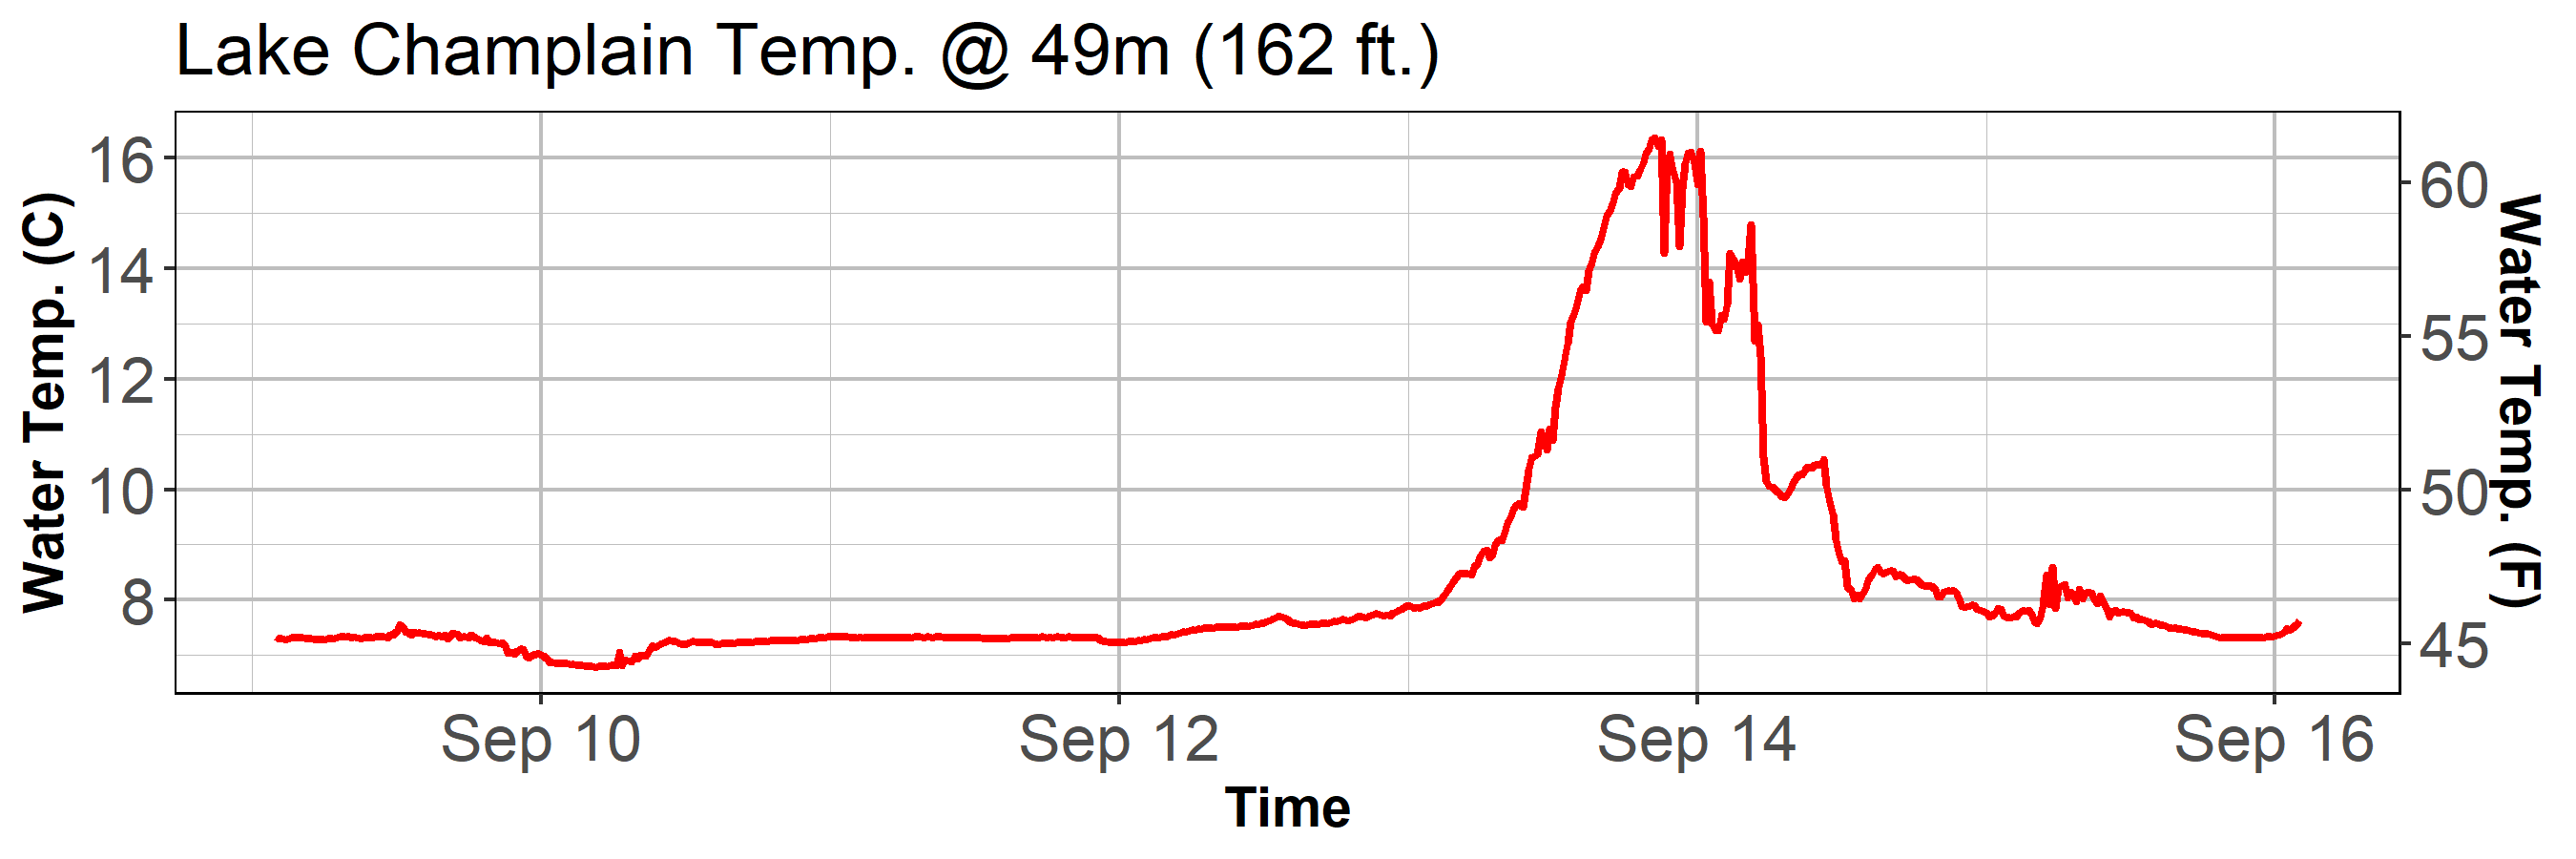 Lake Champlain Temp. @ 49m (162 ft.)
Water Temp. (C)
16
14
12
10
8
60
55
50
45
Water Temp. (F)
Sep 10
Sep 12
Sep 14
Sep 16
Time